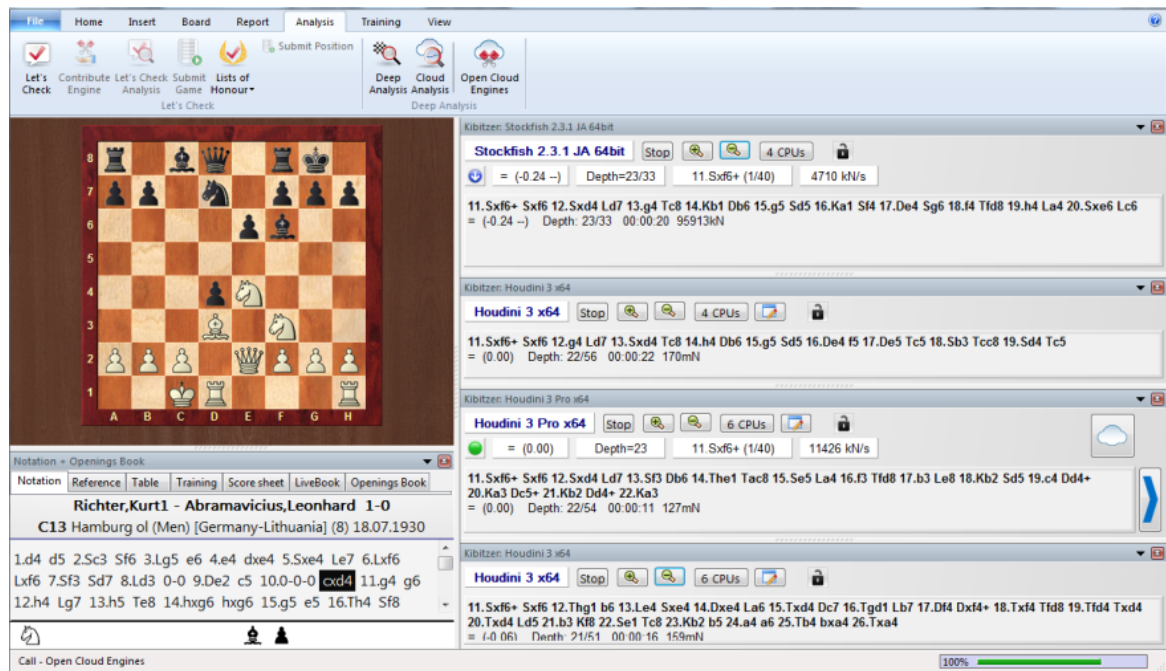 File Home Insert Board Report Analysis Training View
Submit Position
Let's Check
Contribute Engine
Let's Check Analysis
Submit Game
Lists of Honour
Deep Analysis
Cloud Analysis
Open Cloud Engines
Let's Check
Deep Analysis
8
7
6
5
4
3
2
1
A B C D E F G H
Notation + Openings Book
Notation Reference Table Training Score sheet LiveBook Openings Book
Richter,Kurt1 - Abramavicius,Leonhard 1-0
C13 Hamburg ol (Men) [Germany-Lithuania] (8) 18.07.1930
1.d4 d5 2.Sc3 Sf6 3.Lg5 e6 4.e4 dxe4 5.Sxe4 Le7 6.Lxf6
Lxf6 7.Sf3 Sd7 8.Ld3 0-0 9.De2 c5 10.0-0-0 cxd4 11.g4 g6
12.h4 Lg7 13.h5 Te8 14.hxg6 hxg6 15.g5 e5 16.Th4 Sf8
Kibitzer: Stockfish 2.3.1 JA 64bit
Stockfish 2.3.1 JA 64bit Stop 4 CPUs
= (-0.24 --) Depth=23/33 11.Sxf6+ (1/40) 4710 kN/s
11.Sxf6+ Sxf6 12.Sxd4 Ld7 13.g4 Tc8 14.Kb1 Db6 15.g5 Sd5 16.Ka1 Sf4 17.De4 Sg6 18.f4 Tfd8 19.h4 La4 20.Sxe6 Lc6
= (-0.24 --) Depth: 23/33 00:00:20 95913kN
Kibitzer: Houdini 3 x64
Houdini 3 x64 Stop 4 CPUs
11.Sxf6+ Sxf6 12.g4 Ld7 13.Sxd4 Tc8 14.h4 Db6 15.g5 Sd5 16.De4 f5 17.De5 Tc5 18.Sb3 Tcc8 19.Sd4 Tc5
= (0.00) Depth: 22/56 00:00:22 170mN
Kibitzer: Houdini 3 Pro x64
Houdini 3 Pro x64 Stop 6 CPUs
= (0.00) Depth=23 11.Sxf6+ (1/40) 11426 kN/s
11.Sxf6+ Sxf6 12.Sxd4 Ld7 13.Sf3 Db6 14.The1 Tac8 15.Se5 La4 16.f3 Tfd8 17.b3 Le8 18.Kb2 Sd5 19.c4 Dd4+
20.Ka3 Dc5+ 21.Kb2 Dd4+ 22.Ka3
= (0.00) Depth: 22/54 00:00:11 127mN
Kibitzer: Houdini 3 x64
Houdini 3 x64 Stop 6 CPUs
11.Sxf6+ Sxf6 12.Thg1 b6 13.Le4 Sxe4 14.Dxe4 La6 15.Txd4 Dc7 16.Tgd1 Lb7 17.Df4 Dxf4+ 18.Txf4 Tfd8 19.Tfd4 Txd4
20.Txd4 Ld5 21.b3 Kf8 22.Se1 Tc8 23.Kb2 b5 24.a4 a6 25.Tb4 bxa4 26.Txa4
= (-0.06) Depth: 21/51 00:00:16 159mN
Call - Open Cloud Engines
100%